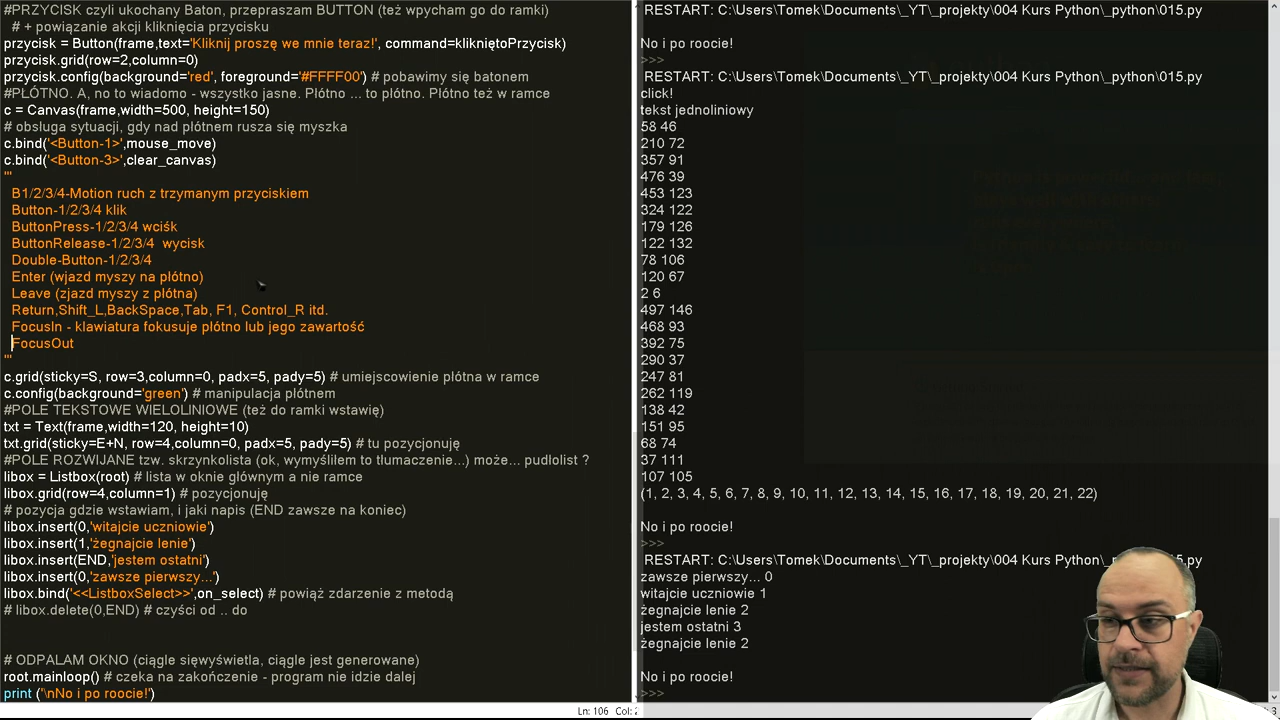 #PRZYCISK czyli ukochany Baton, przepraszam BUTTON (też wpycham go do ramki)
# + powiązanie akcji kliknięcia przycisku
przycisk = Button(frame,text='Kliknij proszę we mnie teraz!', command=klikniętoPrzycisk)
przycisk.grid(row=2,column=0)
przycisk.config(background='red', foreground='#FFFF00') # pobawimy się batonem
#PŁÓTNO. A, no to wiadomo - wszystko jasne. Płótno ... to płótno. Płótno też w ramce
c = Canvas(frame,width=500, height=150)
# obsluga sytuacji, gdy nad płótnem rusza się myszka
c.bind('<Button-1>',mouse_move)
c.bind('<Button-3>',clear_canvas)
'''
B1/2/3/4-Motion ruch z trzymanym przyciskiem
Button-1/2/3/4 klik
ButtonPress-1/2/3/4 wciśk
ButtonRelease-1/2/3/4  wycisk
Double-Button-1/2/3/4
Enter (wjazd myszy na płótno)
Leave (zjazd myszy z płótna)
Return,Shift_L,BackSpace,Tab, F1, Control_R itd.
FocusIn - klawiatura fokusuje płótno lub jego zawartość
FocusOut
'''
c.grid(sticky=S, row=3,column=0, padx=5, pady=5) # umiejscowienie płótna w ramce
c.config(background='green') # manipulacja płótnem
#POLE TEKSTOWE WIELOLINIOWE (też do ramki wstawię)
txt = Text(frame,width=120, height=10)
txt.grid(sticky=E+N, row=4,column=0, padx=5, pady=5) # tu pozycjonuję
#POLE ROZWIJANE tzw. skrzynkolista (ok, wymyśliłem to tłumaczenie...) może... pudłolist ?
libox = Listbox(root) # lista w oknie głównym a nie ramce
libox.grid(row=4,column=1) # pozycjonuję
# pozycja gdzie wstawiam, i jaki napis (END zawsze na koniec)
libox.insert(0,'witajcie uczniowie')
libox.insert(1,'żegnajcie lenie')
libox.insert(END,'jestem ostatni')
libox.insert(0,'zawsze pierwszy...')
libox.bind('<<ListboxSelect>>',on_select) # powiąż zdarzenie z metodą
# libox.delete(0,END) # czyści od .. do
# ODPALAM OKNO (ciągle sięwyświetla, ciągle jest generowane)
root.mainloop() # czeka na zakończenie - program nie idzie dalej
print ('\nNo i po roocie!')
Ln: 106 Col:
RESTART: C:\Users\Tomek\Documents\_YT\_projekty\004 Kurs Python\_python\015.py
No i po roocie!
>>>
RESTART: C:\Users\Tomek\Documents\_YT\_projekty\004 Kurs Python\_python\015.py
click!
tekst jednoliniowy
58 46
210 72
357 91
476 39
453 123
324 122
179 126
122 132
78 106
120 67
2 6
497 146
468 93
392 75
290 37
247 81
262 119
138 42
151 95
68 74
37 111
107 105
(1, 2, 3, 4, 5, 6, 7, 8, 9, 10, 11, 12, 13, 14, 15, 16, 17, 18, 19, 20, 21, 22)
No i po roocie!
>>>
RESTART: C:\Users\Tomek\Documents\_YT\_projekty\004 Kurs Python\_python\015.py
zawsze pierwszy... 0
witajcie uczniowie 1
żegnajcie lenie 2
jestem ostatni 3
żegnajcie lenie 2
No i po roocie!
>>>